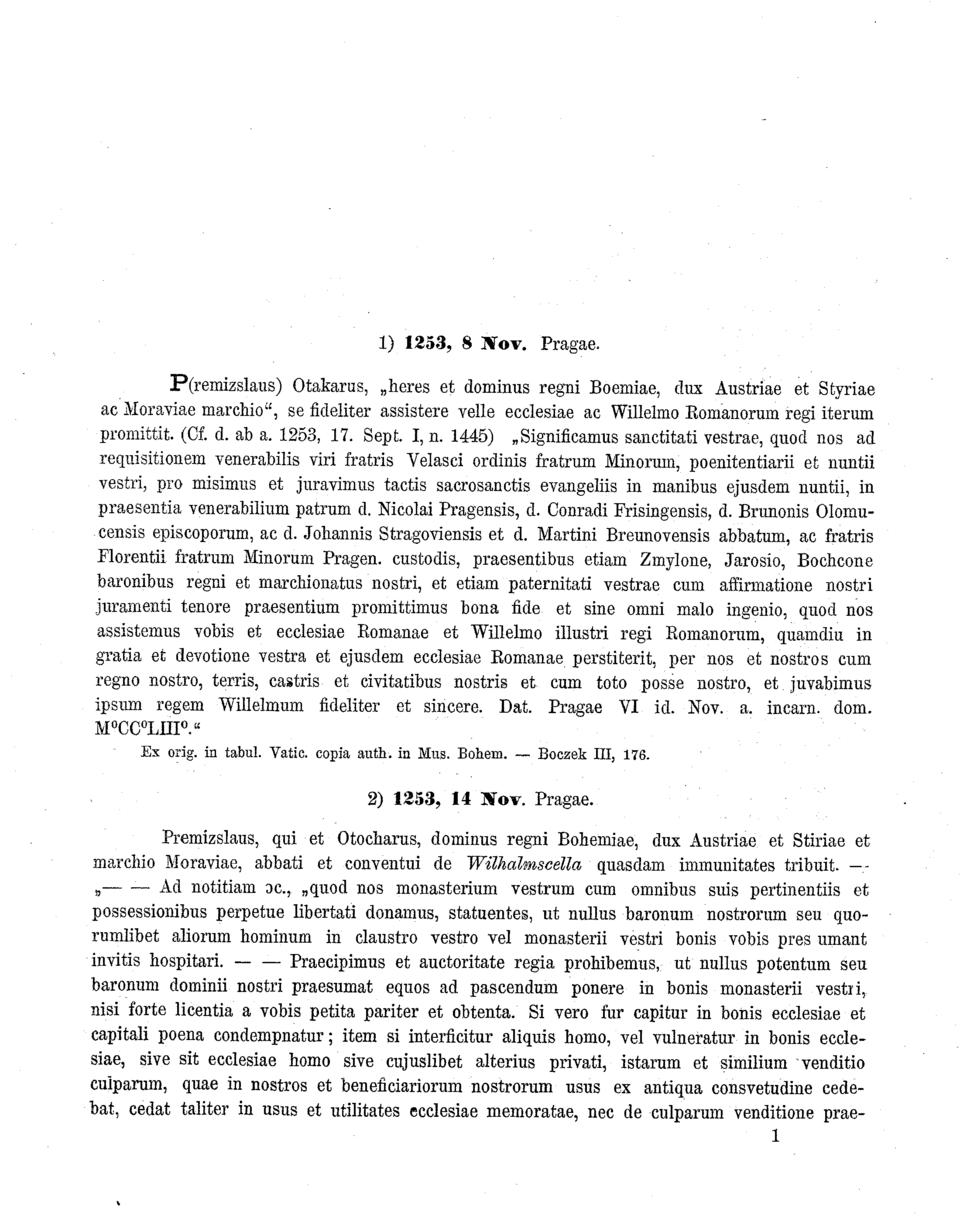 1) 1253, 8 Nov. Pragae.
P(remizslaus) Otakarus, „heres et dominus regni Boemiae, dux Austriae et Styriae
ac Moraviae marchio“, se fideliter assistere velle ecclesiae ac Willelmo Romanorum regi iterum
promittit. (Cf. d. ab a. 1253, 17. Sept. I, n. 1445) „Significamus sanctitati vestrae, quod nos ad
requisitionem venerabilis viri fratris Velasci ordinis fratrum Minorum, poenitentiarii et nuntii
vestri, pro misimus et juravimus tactis sacrosanctis evangeliis in manibus ejusdem nuntii, in
praesentia venerabilium patrum d. Nicolai Pragensis, d. Conradi Frisingensis, d. Brunonis Olomu-
censis episcoporum, ac d. Johannis Stragoviensis et d. Martini Breunovensis abbatum, ac fratris
Florentii fratrum Minorum Pragen. custodis, praesentibus etiam Zmylone, Jarosio, Bochcone
baronibus regni et marchionatus nostri, et etiam paternitati vestrae cum affirmatione nostri
juramenti tenore praesentium promittimus bona fide et sine omni malo ingenio, quod nos
assistemus vobis et ecclesiae Romanae et Willelmo illustri regi Romanorum, quamdiu in
gratia et devotione vestra et ejusdem ecclesiae Romanae perstiterit, per nos et nostros cum
regno nostro, terris, castris et civitatibus nostris et cum toto posse nostro, et juvabimus
ipsum regem Willelmum fideliter et sincere. Dat. Pragae VI id. Nov. a. incarn. dom.
M⁰CC⁰LIII⁰.“
Ex orig. in tabul. Vatic. copia auth. in Mus. Bohem. — Boczek III, 176.
2) 1253, 14 Nov. Pragae.
Premizslaus, qui et Otocharus, dominus regni Bohemiae, dux Austriae et Stiriae et
marchio Moraviae, abbati et conventui de Wilhalmscella quasdam immunitates tribuit. —-
„— — Ad notitiam ɔc., „quod nos monasterium vestrum cum omnibus suis pertinentiis et
possessionibus perpetue libertati donamus, statuentes, ut nullus baronum nostrorum seu quo-
rumlibet aliorum hominum in claustro vestro vel monasterii vestri bonis vobis pres umant
invitis hospitari. — — Praecipimus et auctoritate regia prohibemus, ut nullus potentum seu
baronum dominii nostri praesumat equos ad pascendum ponere in bonis monasterii vestri,
nisi forte licentia a vobis petita pariter et obtenta. Si vero fur capitur in bonis ecclesiae et
capitali poena condempnatur; item si interficitur aliquis homo, vel vulneratur in bonis eccle-
siae, sive sit ecclesiae homo sive cujuslibet alterius privati, istarum et similium venditio
culparum, quae in nostros et beneficiariorum nostrorum usus ex antiqua consvetudine cede-
bat, cedat taliter in usus et utilitates ecclesiae memoratae, nec de culparum venditione prae-
1